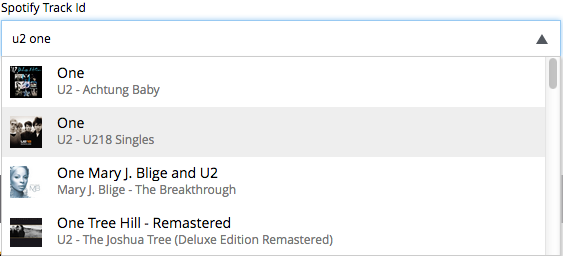 Spotify Track Id
u2 one
One
U2 - Achtung Baby
One
U2 - U218 Singles
One Mary J. Blige and U2
Mary J. Blige - The Breakthrough
One Tree Hill - Remastered
U2 - The Joshua Tree (Deluxe Edition Remastered)